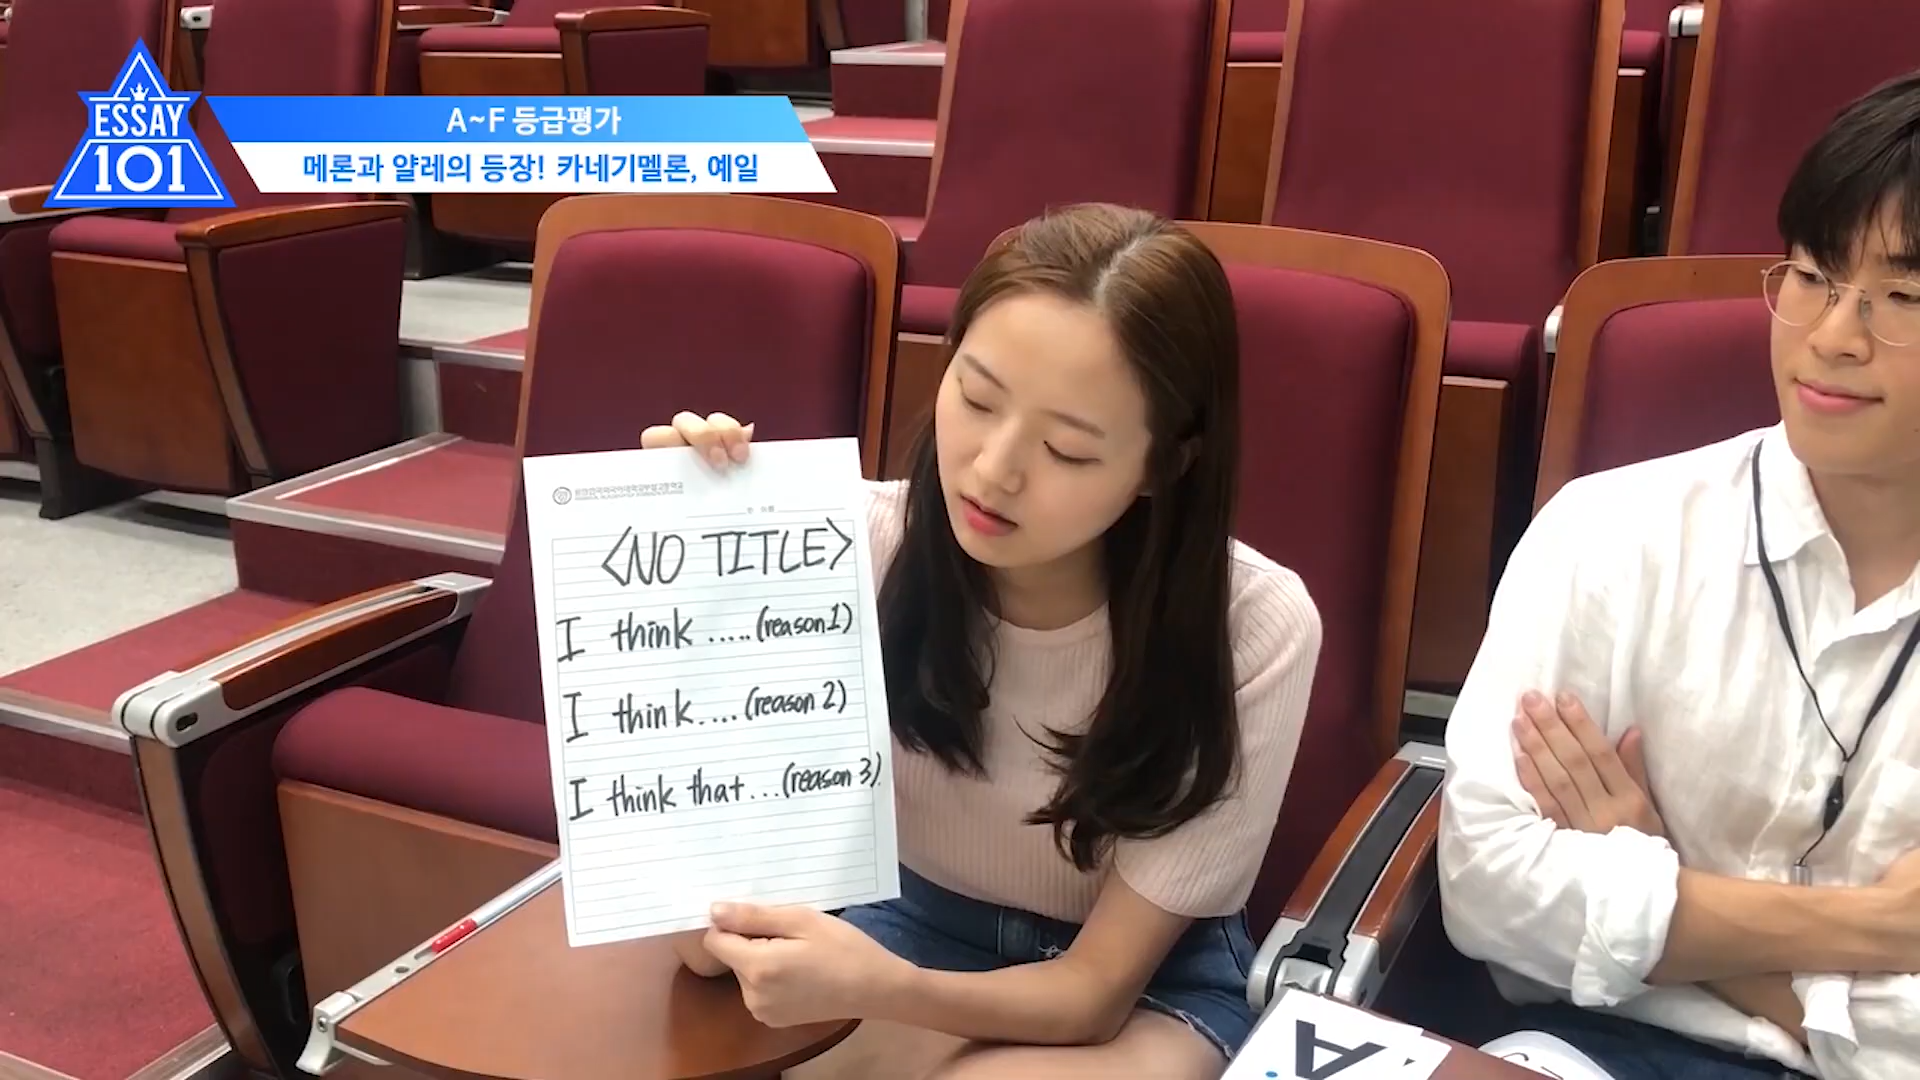 ESSAY
101
A~F 등급평가
메론과 얄레의 등장! 카네기멜론, 예일
<NO TITLE>
I think ..... (reason 1)
I think.... (reason 2)
I think that... (reason 3).
A